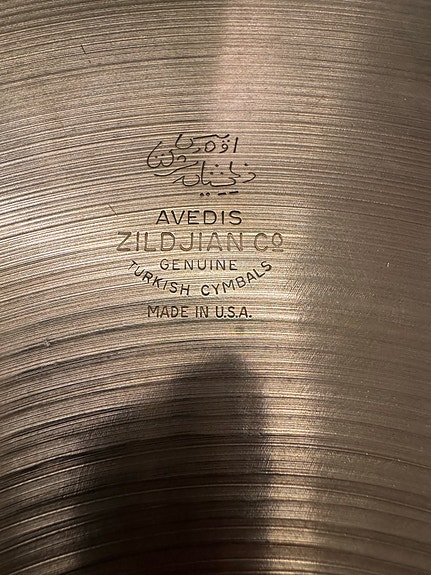 AVEDIS
ZILDJIAN CO
GENUINE
TURKISH CYMBALS
MADE IN U.S.A.